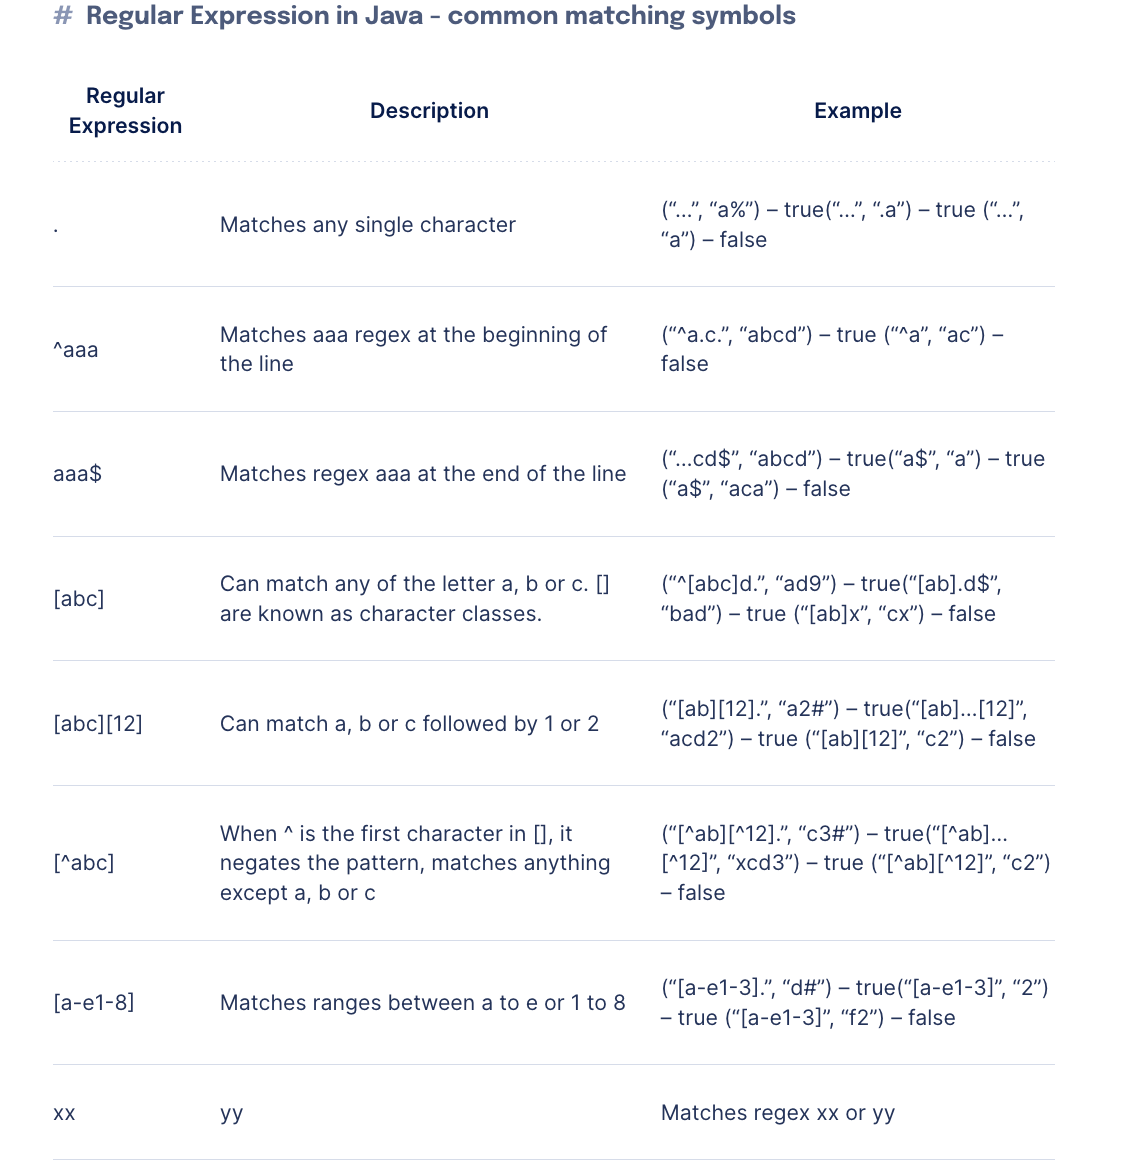 # Regular Expression in Java - common matching symbols
Regular
Expression
Description
Example
.
Matches any single character
(“…”, “a%”) – true(“…”, “.a”) – true (“…”,
“a”) – false
^aaa
Matches aaa regex at the beginning of
the line
(“^a.c.”, “abcd”) – true (“^a”, “ac”) –
false
aaa$
Matches regex aaa at the end of the line
(“…cd$”, “abcd”) – true(“a$”, “a”) – true
(“a$”, “aca”) – false
[abc]
Can match any of the letter a, b or c. []
are known as character classes.
(“^[abc]d.”, “ad9”) – true(“[ab].d$”,
“bad”) – true (“[ab]x”, “cx”) – false
[abc][12]
Can match a, b or c followed by 1 or 2
(“[ab][12].”, “a2#”) – true(“[ab]…[12]”,
“acd2”) – true (“[ab][12]”, “c2”) – false
[^abc]
When ^ is the first character in [], it
negates the pattern, matches anything
except a, b or c
(“[^ab][^12].”, “c3#”) – true(“[^ab]…
[^12]”, “xcd3”) – true (“[^ab][^12]”, “c2”)
– false
[a-e1-8]
Matches ranges between a to e or 1 to 8
(“[a-e1-3].”, “d#”) – true(“[a-e1-3]”, “2”)
– true (“[a-e1-3]”, “f2”) – false
xx
yy
Matches regex xx or yy